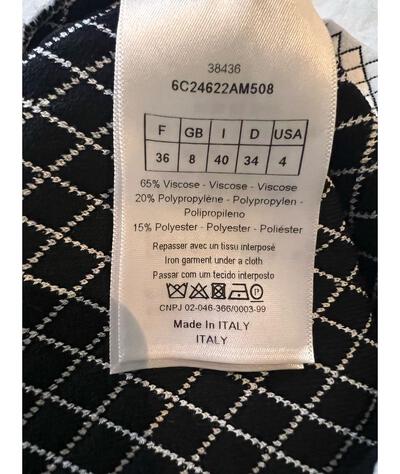 38436
6C24622AM508
F GB I D USA
36 8 40 34 4
65% Viscose - Viscose - Viscose
20% Polypropylène - Polypropylen -
Polipropileno
15% Polyester - Polyester - Poliéster
Repasser avec un tissu interposé
Iron garment under a cloth
Passar com um tecido interposto
P
CNPJ 02-046-366/0003-99
Made In ITALY
ITALY